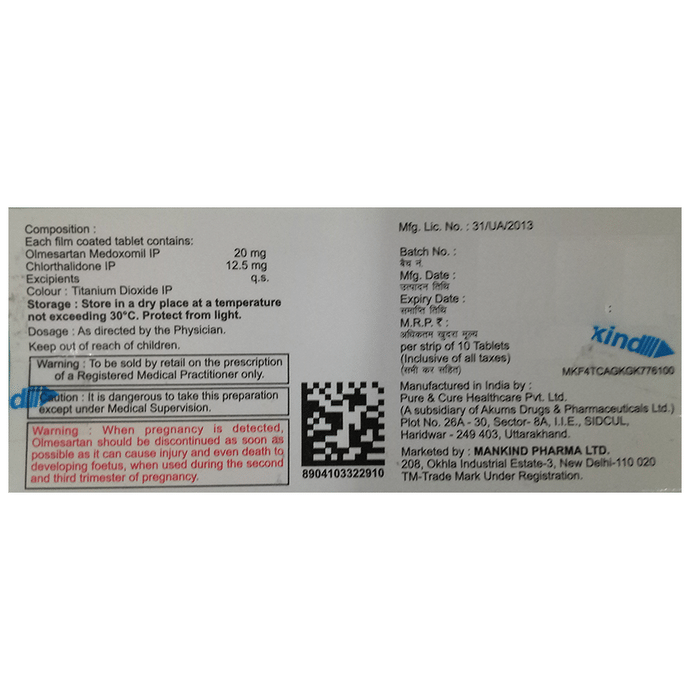 Composition :
Each film coated tablet contains:
Olmesartan Medoxomil IP 20 mg
Chlorthalidone IP 12.5 mg
Excipients q.s.
Colour : Titanium Dioxide IP
Storage : Store in a dry place at a temperature
not exceeding 30°C. Protect from light.
Dosage : As directed by the Physician.
Keep out of reach of children.
Warning : To be sold by retail on the prescription
of a Registered Medical Practitioner only.
Caution : It is dangerous to take this preparation
except under Medical Supervision.
Warning : When pregnancy is detected,
Olmesartan should be discontinued as soon as
possible as it can cause injury and even death to
developing foetus, when used during the second
and third trimester of pregnancy.
8904103322910
Mfg. Lic. No. : 31/UA/2013
Batch No. :
बैच नं.
Mfg. Date :
उत्पादन तिथि
Expiry Date :
समाप्ति तिथि
:
M.R.P. ₹ :
अधिकतम खुदरा मूल्य
per strip of 10 Tablets
(Inclusive of all taxes)
(सभी कर सहित)
xind
MKF4TCAGKGK776100
Manufactured in India by :
Pure & Cure Healthcare Pvt. Ltd.
(A subsidiary of Akums Drugs & Pharmaceuticals Ltd.)
Plot No. 26A - 30, Sector- 8A, I.I.E., SIDCUL,
Haridwar - 249 403, Uttarakhand.
Marketed by : MANKIND PHARMA LTD.
208, Okhla Industrial Estate-3, New Delhi-110 020
TM-Trade Mark Under Registration.